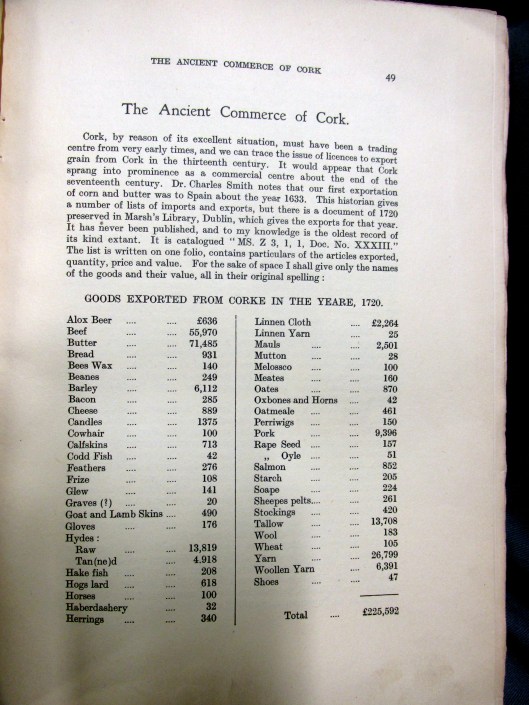 THE ANCIENT COMMERCE OF CORK
49
The Ancient Commerce of Cork.
Cork, by reason of its excellent situation, must have been a trading
centre from very early times, and we can trace the issue of licences to export
grain from Cork in the thirteenth century. It would appear that Cork
sprang into prominence as a commercial centre about the end of the
seventeenth century. Dr. Charles Smith notes that our first exportation
of corn and butter was to Spain about the year 1633. This historian gives
a number of lists of imports and exports, but there is a document of 1720
preserved in Marsh's Library, Dublin, which gives the exports for that year.
It has never been published, and to my knowledge is the oldest record of
its kind extant. It is catalogued "MS. Z 3, 1, 1, Doc. No. XXXIII."
The list is written on one folio, contains particulars of the articles exported,
quantity, price and value. For the sake of space I shall give only the names
of the goods and their value, all in their original spelling :
GOODS EXPORTED FROM CORKE IN THE YEARE, 1720.
Alox Beer .... .... £636
Beef .... .... 55,970
Butter .... .... 71,485
Bread .... .... 931
Bees Wax .... .... 140
Beanes .... .... 249
Barley .... .... 6,112
Bacon .... .... 285
Cheese .... .... 889
Candles .... .... 1375
Cowhair .... .... 100
Calfskins .... .... 713
Codd Fish .... .... 42
Feathers .... .... 276
Frize .... .... 108
Glew .... .... 141
Graves (?) .... .... 20
Goat and Lamb Skins .... 490
Gloves .... .... 176
Hydes :
Raw .... .... 13,819
Tan(ne)d .... 4.918
Hake fish .... .... 208
Hogs lard .... .... 618
Horses .... .... 100
Haberdashery .... 32
Herrings .... .... 340
Linnen Cloth .... £2,264
Linnen Yarn .... 25
Mauls .... .... 2,501
Mutton .... .... 28
Melossco .... .... 100
Meates .... .... 160
Oates .... .... 870
Oxbones and Horns .... 42
Oatmeale .... .... 461
Perriwigs .... .... 150
Pork .... .... 9,396
Rape Seed .... .... 157
„ Oyle .... .... 51
Salmon .... .... 852
Starch .... .... 205
Soape .... .... 224
Sheepes pelts.... .... 261
Stockings .... .... 420
Tallow .... .... 13,708
Wool .... .... 183
Wheat .... .... 105
Yarn .... .... 26,799
Woollen Yarn .... 6,391
Shoes .... .... 47
Total .... £225,592